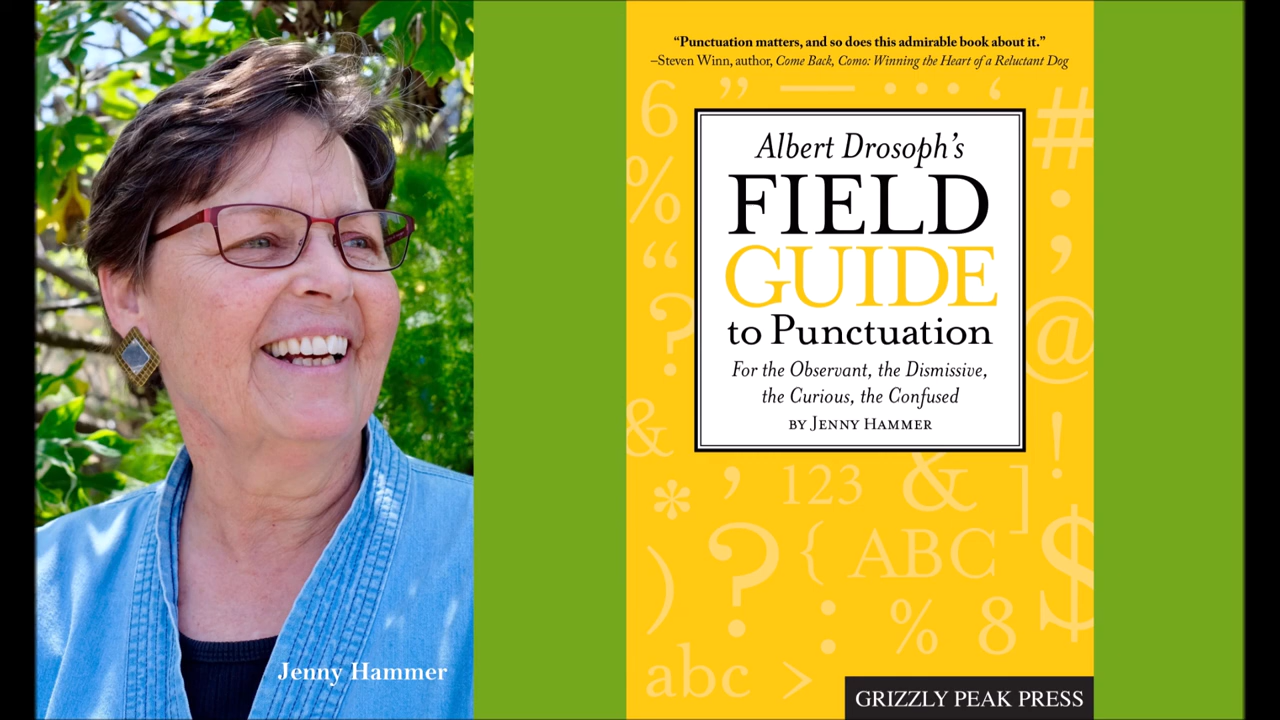 Jenny Hammer
“Punctuation matters, and so does this admirable book about it.”
–Steven Winn, author, Come Back, Como: Winning the Heart of a Reluctant Dog
6 ” — ... ‘
#
%
“
?
&
* ,
:
,
@
!
Albert Drosoph’s
FIELD
GUIDE
to Punctuation
For the Observant, the Dismissive,
the Curious, the Confused
BY JENNY HAMMER
123 & ]
) ? { ABC $
: % 8
abc >
GRIZZLY PEAK PRESS